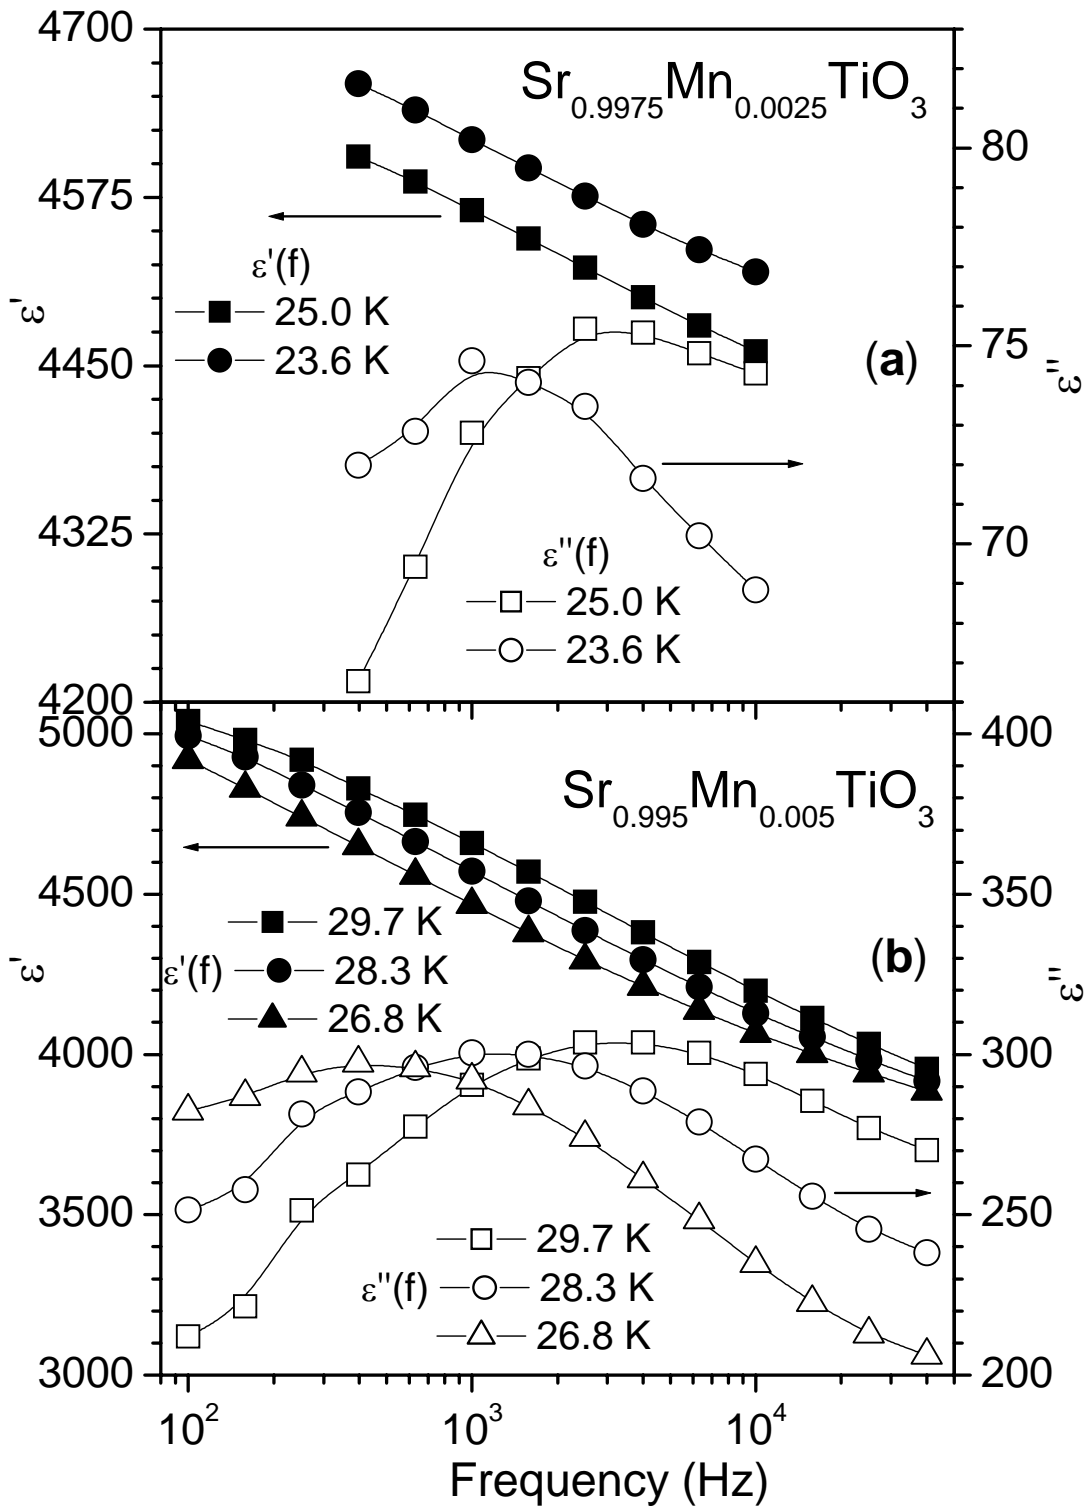 4700
Sr0.9975Mn0.0025TiO3
80
4575
ε'(f)
ε'
25.0 K
23.6 K
4450
(a)
75
ε''
4325
70
ε''(f)
25.0 K
23.6 K
4200
5000
400
Sr0.995Mn0.005TiO3
4500
350
29.7 K
ε'
ε'(f)
28.3 K
(b)
ε''
26.8 K
4000
300
3500
250
29.7 K
ε''(f)
28.3 K
26.8 K
3000
200
10^2
10^3
10^4
Frequency (Hz)